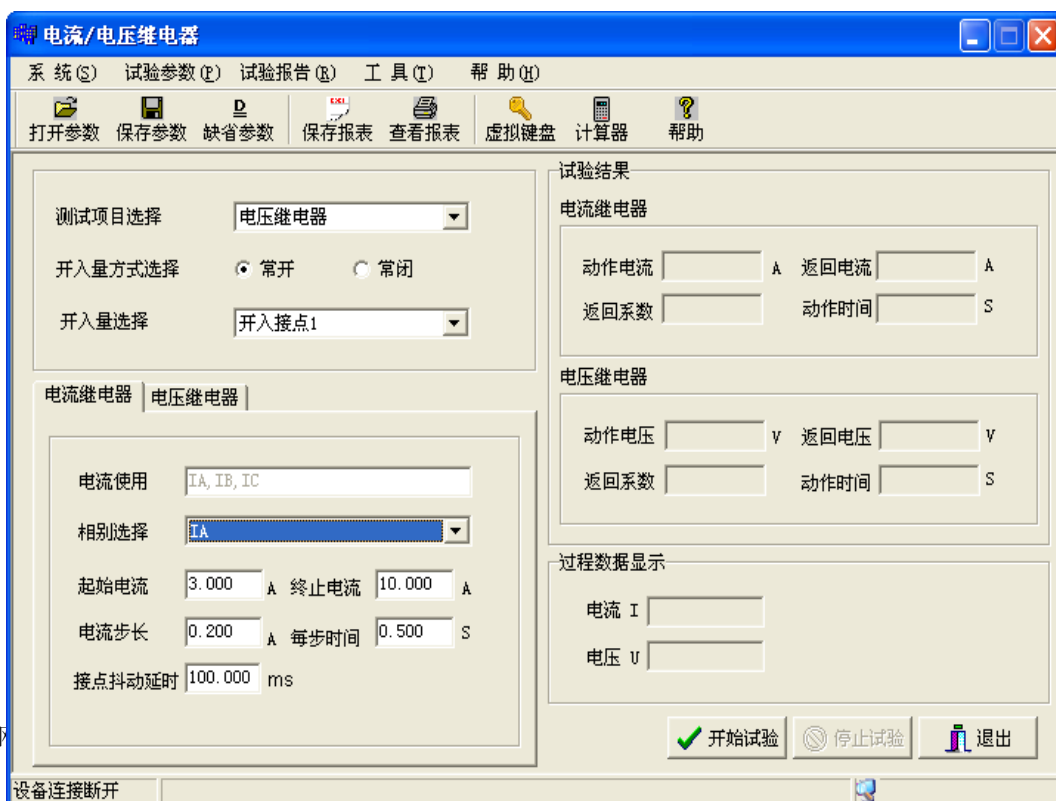 电流/电压继电器
系 统(S) 试验参数(P) 试验报告(R) 工 具(T) 帮 助(H)
打开参数 保存参数 缺省参数 保存报表 查看报表 虚拟键盘 计算器 帮助
测试项目选择 电压继电器
开入量方式选择 常开 常闭
开入量选择 开入接点1
电流继电器 电压继电器
电流使用 IA,IB,IC
相别选择 IA
起始电流 3.000 A 终止电流 10.000 A
电流步长 0.200 A 每步时间 0.500 S
接点抖动延时 100.000 ms
试验结果
电流继电器
动作电流 A 返回电流 A
返回系数 动作时间 S
电压继电器
动作电压 V 返回电压 V
返回系数 动作时间 S
过程数据显示
电流 I
电压 U
开始试验 停止试验 退出
设备连接断开